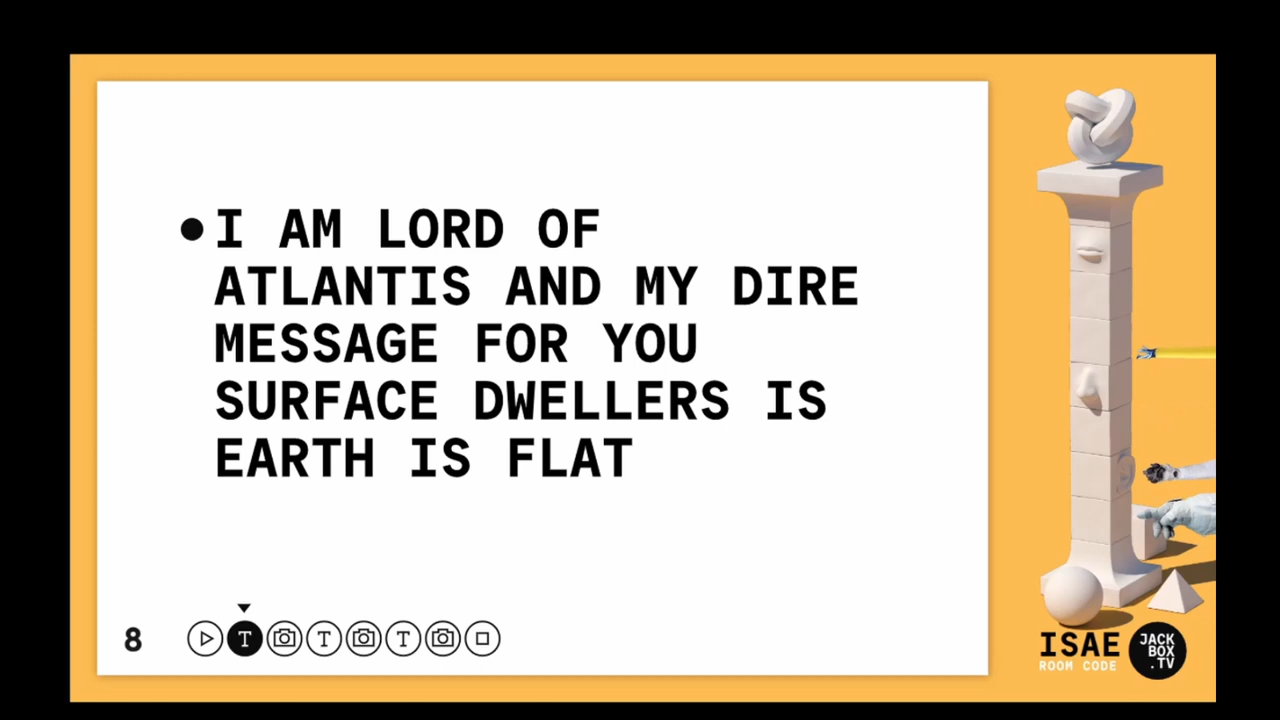 •I AM LORD OF
ATLANTIS AND MY DIRE
MESSAGE FOR YOU
SURFACE DWELLERS IS
EARTH IS FLAT
8 T T T
ISAE
ROOM CODE
JACK
BOX
.TV